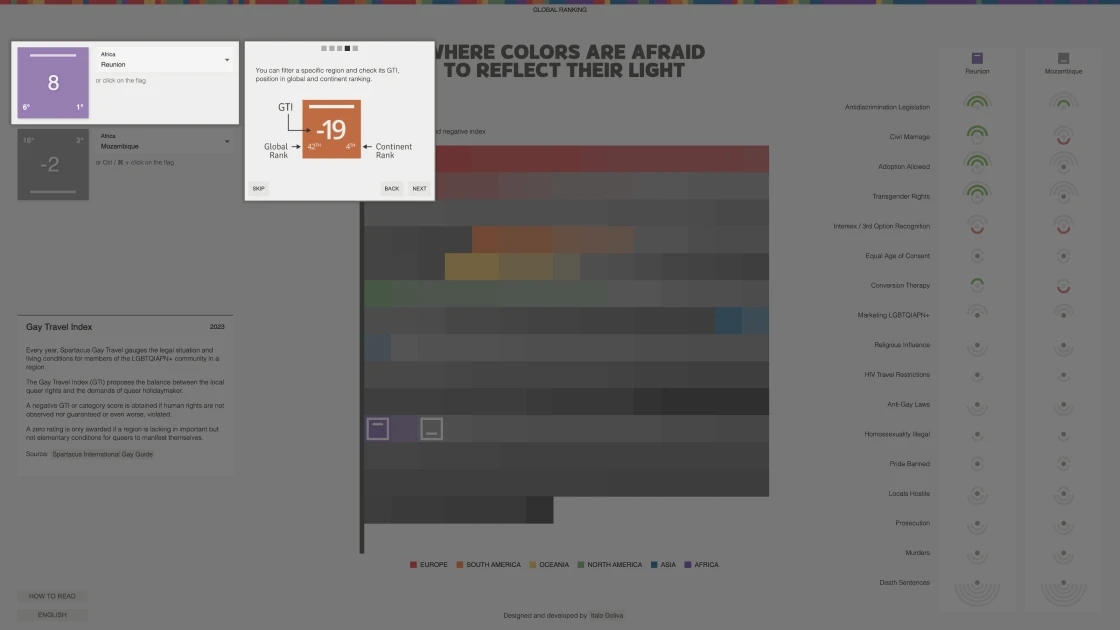 GLOBAL RANKING
WHERE COLORS ARE AFRAID
TO REFLECT THEIR LIGHT
8
6°
1°
Africa
Reunion
or click on the flag
-2
3°
Africa
Mozambique
or Ctrl / ⌘ + click on the flag
You can filter a specific region and check its GTI,
position in global and continent ranking.
GTI
-19
42TH
4TH
Global
Rank
Continent
Rank
SKIP
BACK
NEXT
d negative index
Gay Travel Index
2023
Every year, Spartacus Gay Travel gauges the legal situation and
living conditions for members of the LGBTQIAPN+ community in a
region.
The Gay Travel Index (GTI) proposes the balance between the local
queer rights and the demands of queer holidaymaker.
A negative GTI or category score is obtained if human rights are not
observed nor guaranteed or even worse, violated.
A zero rating is only awarded if a region is lacking in important but
not elementary conditions for queers to manifest themselves.
Source: Spartacus International Gay Guide
HOW TO READ
ENGLISH
EUROPE
SOUTH AMERICA
OCEANIA
NORTH AMERICA
ASIA
AFRICA
Designed and developed by Italo Doliva
Reunion
Mozambique
Antidiscrimination Legislation
Civil Marriage
Adoption Allowed
Transgender Rights
Intersex / 3rd Option Recognition
Equal Age of Consent
Conversion Therapy
Marketing LGBTQIAPN+
Religrious Influence
HIV Travel Restrictions
Anti-Gay Laws
Homossexuality Illegal
Pride Banned
Locals Hostile
Prosecution
Murders
Death Sentences